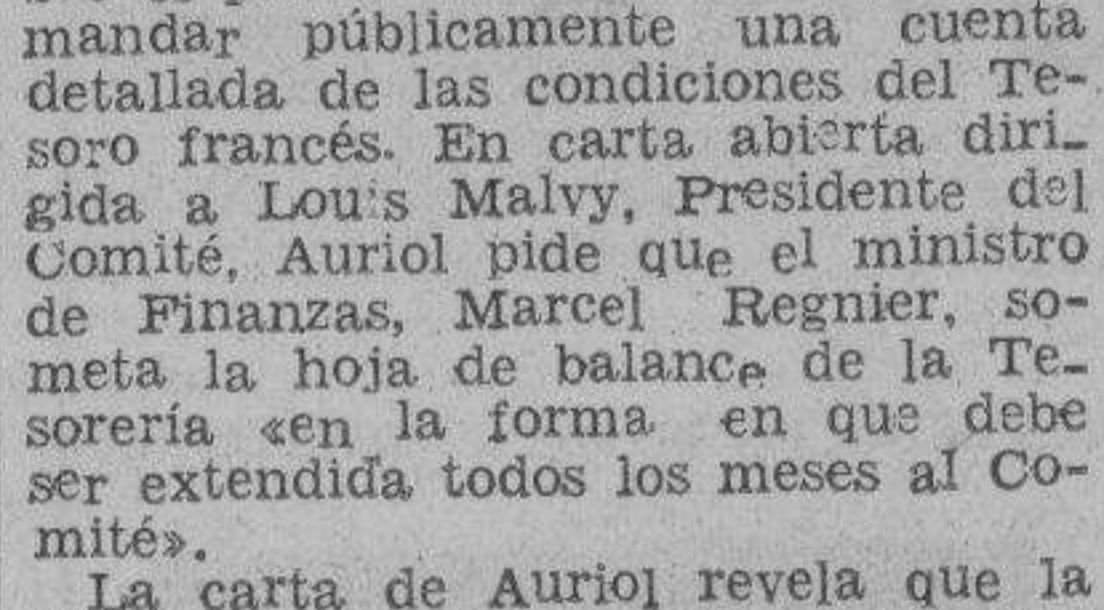 mandar públicamente una cuenta
detallada de las condiciones del Te-
soro francés. En carta abierta diri-
gida a Louis Malvy, Presidente del
Comité, Auriol pide que el ministro
de Finanzas, Marcel Regnier, so-
meta la hoja de balance de la Te-
sorería «en la forma en que debe
ser extendida todos los meses al Co-
mité».
La carta de Auriol revela que la